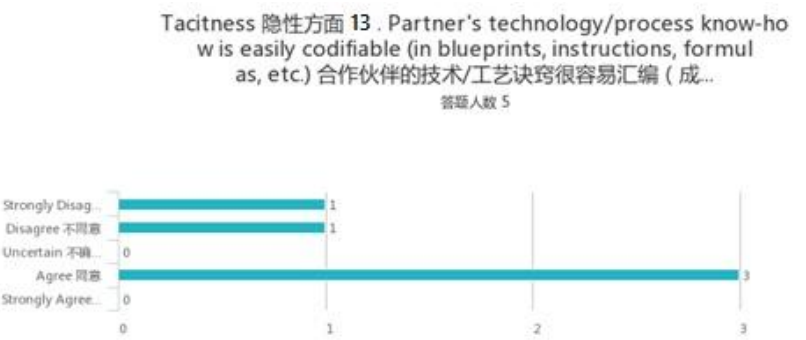 Tacitness 隐性方面 13 . Partner's technology/process know-ho
w is easily codifiable (in blueprints, instructions, formul
as, etc.) 合作伙伴的技术/工艺诀窍很容易汇编 ( 成...
答题人数 5
Strongly Disag... 1
Disagree 不同意 1
Uncertain 不确... 0
Agree 同意 3
Strongly Agree... 0
0 1 2 3